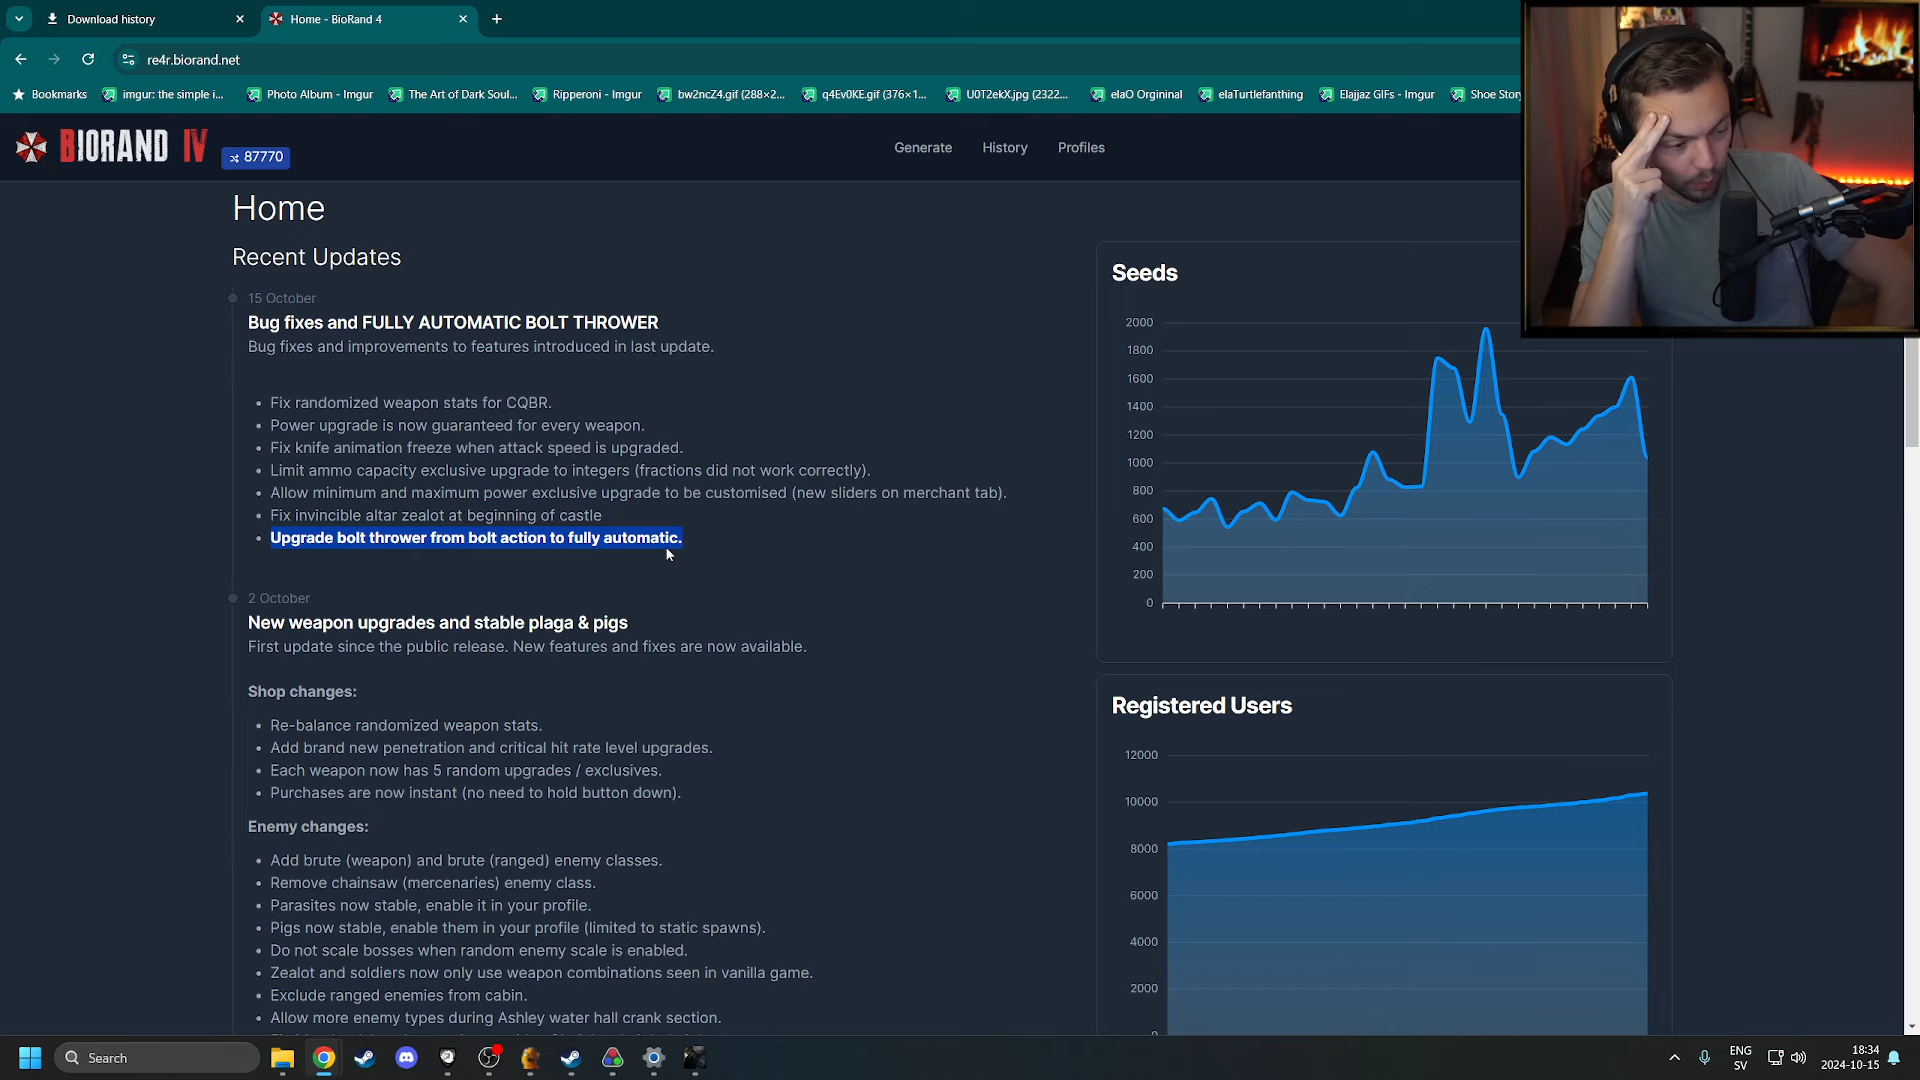 Download history
Home - BioRand 4
re4r.biorand.net
Bookmarks
imgur: the simple i...
Photo Album - Imgur
The Art of Dark Soul...
Ripperoni - Imgur
bw2ncZ4.gif (288×2...
q4Ev0KE.gif (376×1...
U0T2ekX.jpg (2322...
elaO Orgininal
elaTurtlefanthing
Elajjaz GIFs - Imgur
Shoe Story
BIORAND IV
87770
Generate
History
Profiles
Home
Recent Updates
15 October
Bug fixes and FULLY AUTOMATIC BOLT THROWER
Bug fixes and improvements to features introduced in last update.
• Fix randomized weapon stats for CQBR.
• Power upgrade is now guaranteed for every weapon.
• Fix knife animation freeze when attack speed is upgraded.
• Limit ammo capacity exclusive upgrade to integers (fractions did not work correctly).
• Allow minimum and maximum power exclusive upgrade to be customised (new sliders on merchant tab).
• Fix invincible altar zealot at beginning of castle
• Upgrade bolt thrower from bolt action to fully automatic.
2 October
New weapon upgrades and stable plaga & pigs
First update since the public release. New features and fixes are now available.
Shop changes:
• Re-balance randomized weapon stats.
• Add brand new penetration and critical hit rate level upgrades.
• Each weapon now has 5 random upgrades / exclusives.
• Purchases are now instant (no need to hold button down).
Enemy changes:
• Add brute (weapon) and brute (ranged) enemy classes.
• Remove chainsaw (mercenaries) enemy class.
• Parasites now stable, enable it in your profile.
• Pigs now stable, enable them in your profile (limited to static spawns).
• Do not scale bosses when random enemy scale is enabled.
• Zealot and soldiers now only use weapon combinations seen in vanilla game.
• Exclude ranged enemies from cabin.
• Allow more enemy types during Ashley water hall crank section.
Seeds
2000
1800
1600
1400
1200
1000
800
600
400
200
0
Registered Users
12000
10000
8000
6000
4000
2000
Search
ENG
SV
18:34
2024-10-15